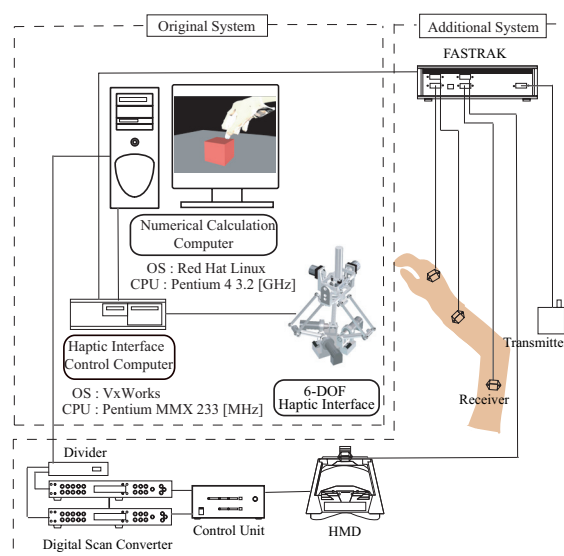 Original System
Additional System
FASTRAK
Numerical Calculation
Computer
OS : Red Hat Linux
CPU : Pentium 4 3.2 [GHz]
Haptic Interface
Control Computer
OS : VxWorks
CPU : Pentium MMX 233 [MHz]
6-DOF
Haptic Interface
Transmitte
Receiver
Divider
Digital Scan Converter
Control Unit
HMD